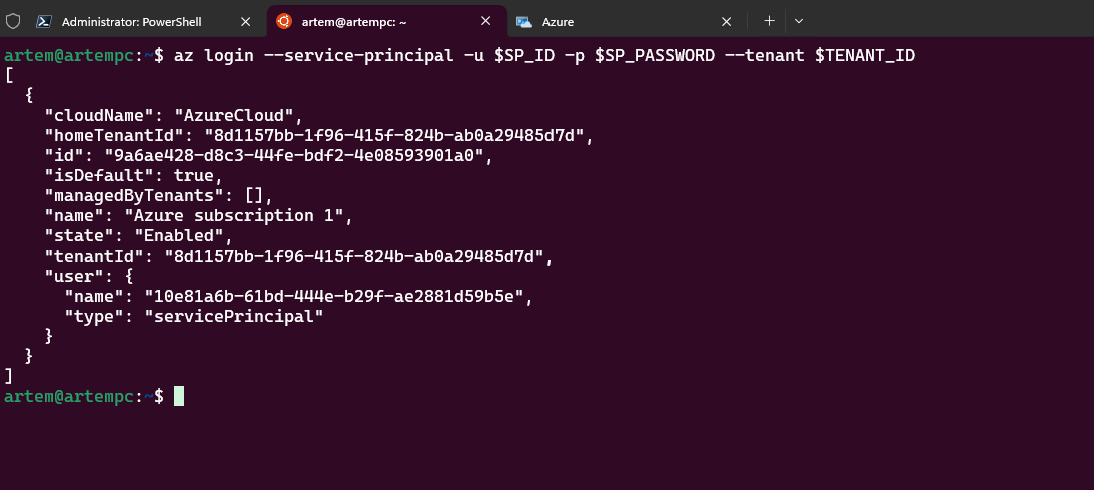 Administrator: PowerShell
artem@artempc: ~
Azure
artem@artempc:~$ az login --service-principal -u $SP_ID -p $SP_PASSWORD --tenant $TENANT_ID
[
  {
    "cloudName": "AzureCloud",
    "homeTenantId": "8d1157bb-1f96-415f-824b-ab0a29485d7d",
    "id": "9a6ae428-d8c3-44fe-bdf2-4e08593901a0",
    "isDefault": true,
    "managedByTenants": [],
    "name": "Azure subscription 1",
    "state": "Enabled",
    "tenantId": "8d1157bb-1f96-415f-824b-ab0a29485d7d",
    "user": {
      "name": "10e81a6b-61bd-444e-b29f-ae2881d59b5e",
      "type": "servicePrincipal"
    }
  }
]
artem@artempc:~$